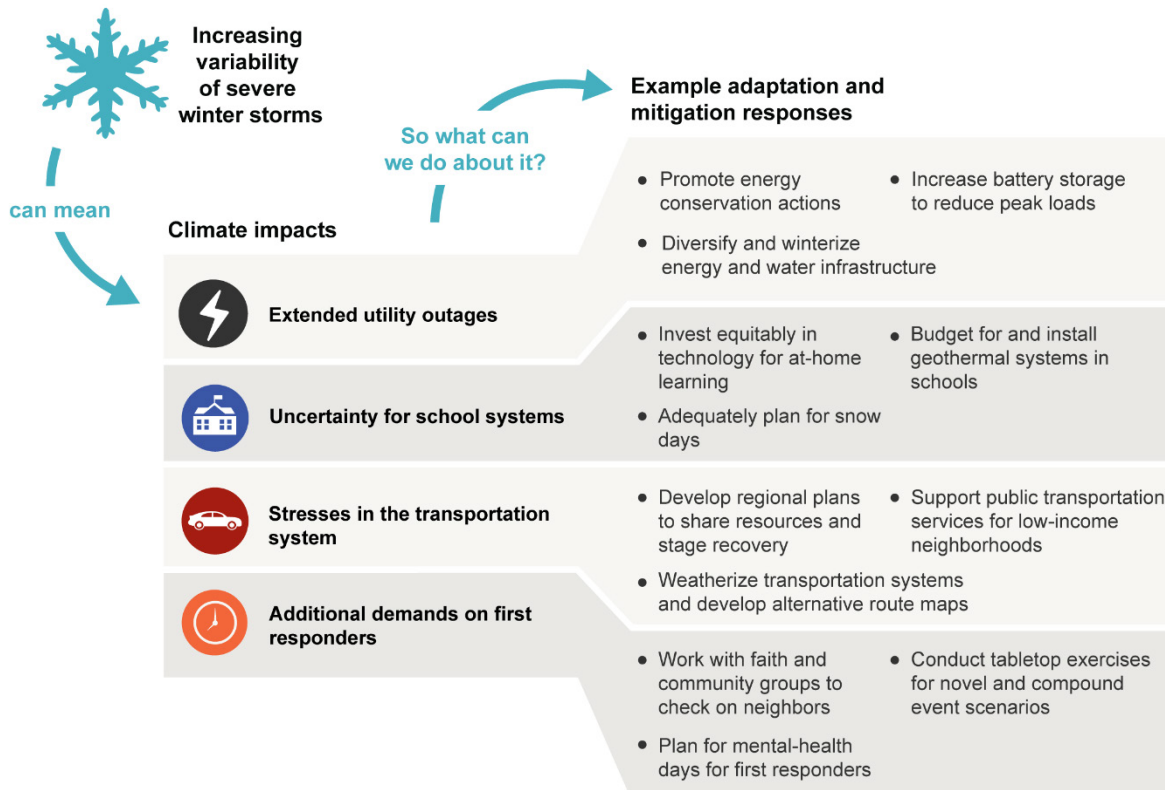 Increasing
variability
of severe
winter storms
can mean
Climate impacts
So what can
we do about it?
Example adaptation and
mitigation responses
Extended utility outages
• Promote energy
conservation actions
• Increase battery storage
to reduce peak loads
• Diversify and winterize
energy and water infrastructure
Uncertainty for school systems
• Invest equitably in
technology for at-home
learning
• Budget for and install
geothermal systems in
schools
• Adequately plan for snow
days
Stresses in the transportation
system
• Develop regional plans
to share resources and
stage recovery
• Support public transportation
services for low-income
neighborhoods
• Weatherize transportation systems
and develop alternative route maps
Additional demands on first
responders
• Work with faith and
community groups to
check on neighbors
• Conduct tabletop exercises
for novel and compound
event scenarios
• Plan for mental-health
days for first responders